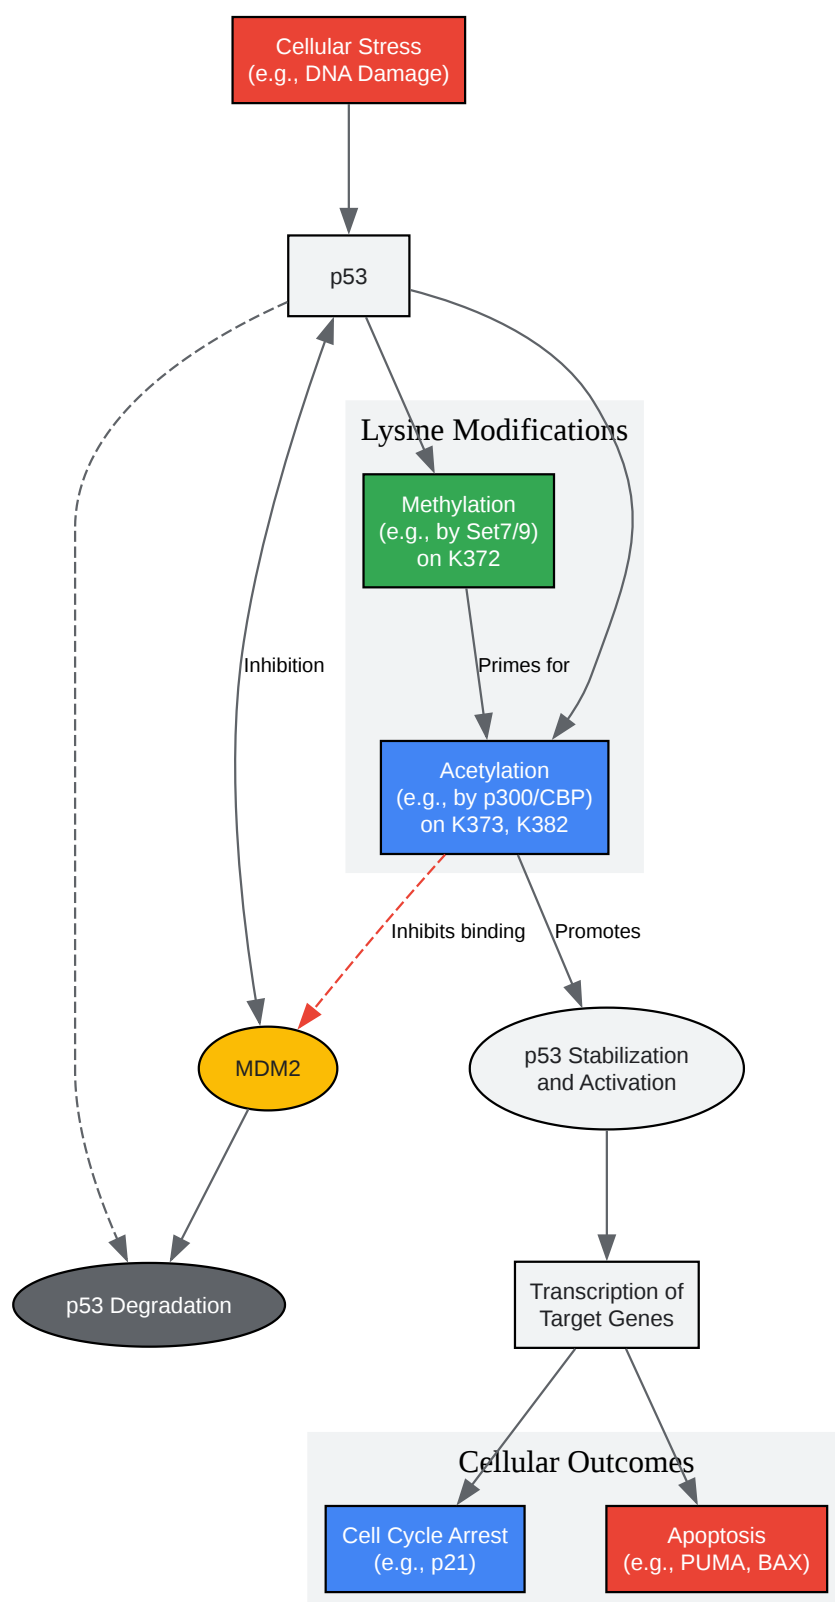 Cellular Stress
(e.g., DNA Damage)
p53
Lysine Modifications
Methylation
(e.g., by Set7/9)
on K372
Inhibition
Primes for
Acetylation
(e.g., by p300/CBP)
on K373, K382
Inhibits binding
Promotes
MDM2
p53 Stabilization
and Activation
p53 Degradation
Transcription of
Target Genes
Cellular Outcomes
Cell Cycle Arrest
(e.g., p21)
Apoptosis
(e.g., PUMA, BAX)